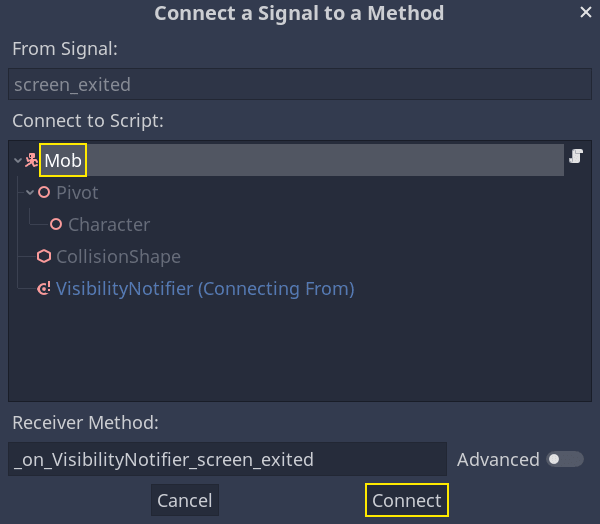 Connect a Signal to a Method
From Signal:
screen_exited
Connect to Script:
Mob
Pivot
Character
CollisionShape
VisibilityNotifier (Connecting From)
Receiver Method:
_on_VisibilityNotifier_screen_exited
Advanced
Cancel
Connect